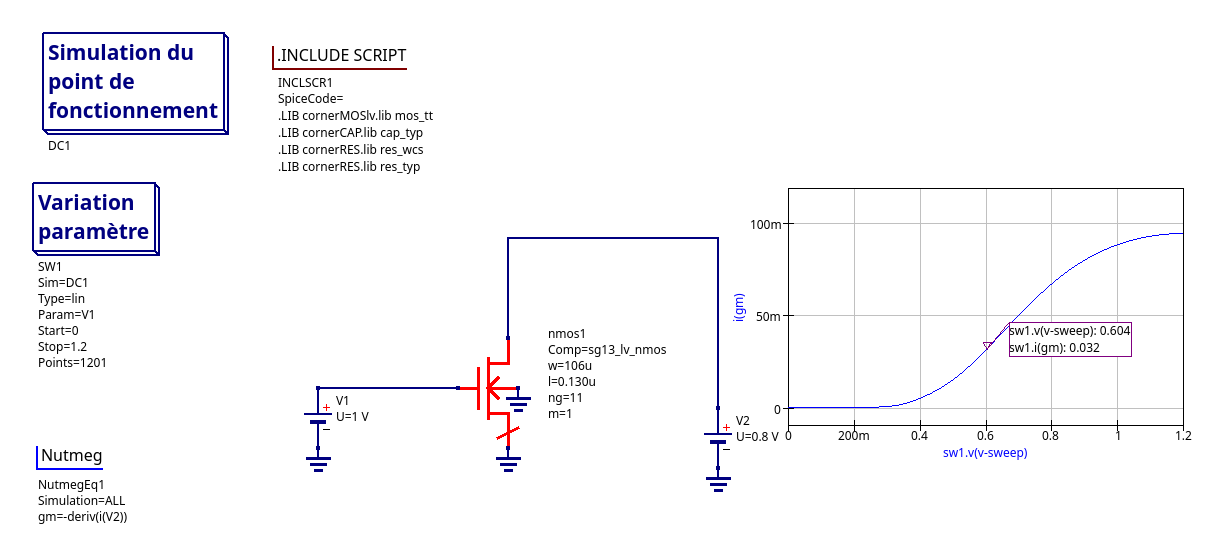 Simulation du
point de
fonctionnement
DC1
.INCLUDE SCRIPT
INCLSCR1
SpiceCode=
.LIB cornerMOSlv.lib mos_tt
.LIB cornerCAP.lib cap_typ
.LIB cornerRES.lib res_wcs
.LIB cornerRES.lib res_typ
Variation
paramètre
SW1
Sim=DC1
Type=lin
Param=V1
Start=0
Stop=1.2
Points=1201
Nutmeg
NutmegEq1
Simulation=ALL
gm=-deriv(i(V2))
V1
U=1 V
+
−
nmos1
Comp=sg13_lv_nmos
w=106u
l=0.130u
ng=11
m=1
V2
U=0.8 V
+
−
i(gm)
100m
50m
0
sw1.v(v-sweep): 0.604
sw1.i(gm): 0.032
0
200m
0.4
0.6
0.8
1
1.2
sw1.v(v-sweep)